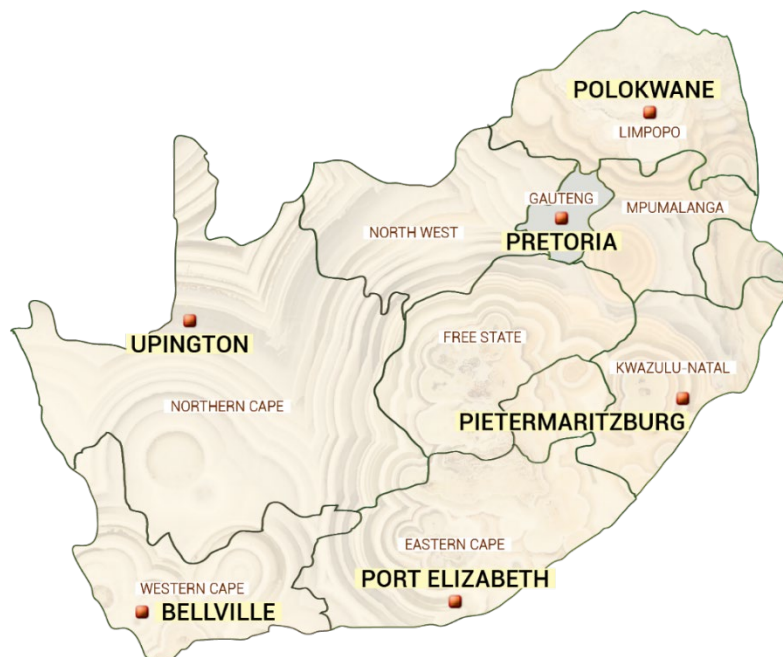 POLOKWANE
LIMPOPO
GAUTENG
MPUMALANGA
NORTH WEST
PRETORIA
UPINGTON
FREE STATE
KWAZULU-NATAL
NORTHERN CAPE
PIETERMARITZBURG
EASTERN CAPE
PORT ELIZABETH
WESTERN CAPE
BELLVILLE